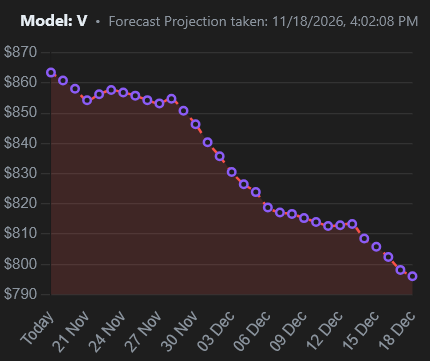 Model: V • Forecast Projection taken: 11/18/2026, 4:02:08 PM
$870
$860
$850
$840
$830
$820
$810
$800
$790
Today
21 Nov
24 Nov
27 Nov
30 Nov
03 Dec
06 Dec
09 Dec
12 Dec
15 Dec
18 Dec